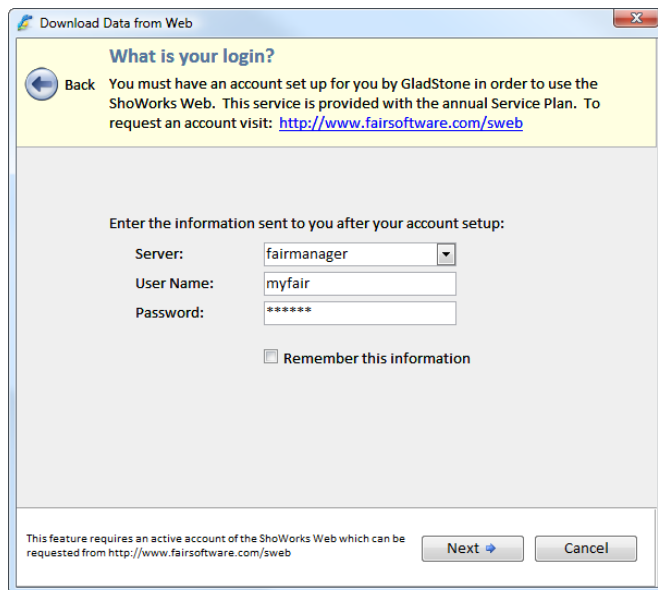 Download Data from Web
What is your login?
Back
You must have an account set up for you by GladStone in order to use the
ShoWorks Web. This service is provided with the annual Service Plan. To
request an account visit: http://www.fairsoftware.com/sweb
Enter the information sent to you after your account setup:
Server: fairmanager
User Name: myfair
Password: ******
Remember this information
This feature requires an active account of the ShoWorks Web which can be
requested from http://www.fairsoftware.com/sweb
Next
Cancel